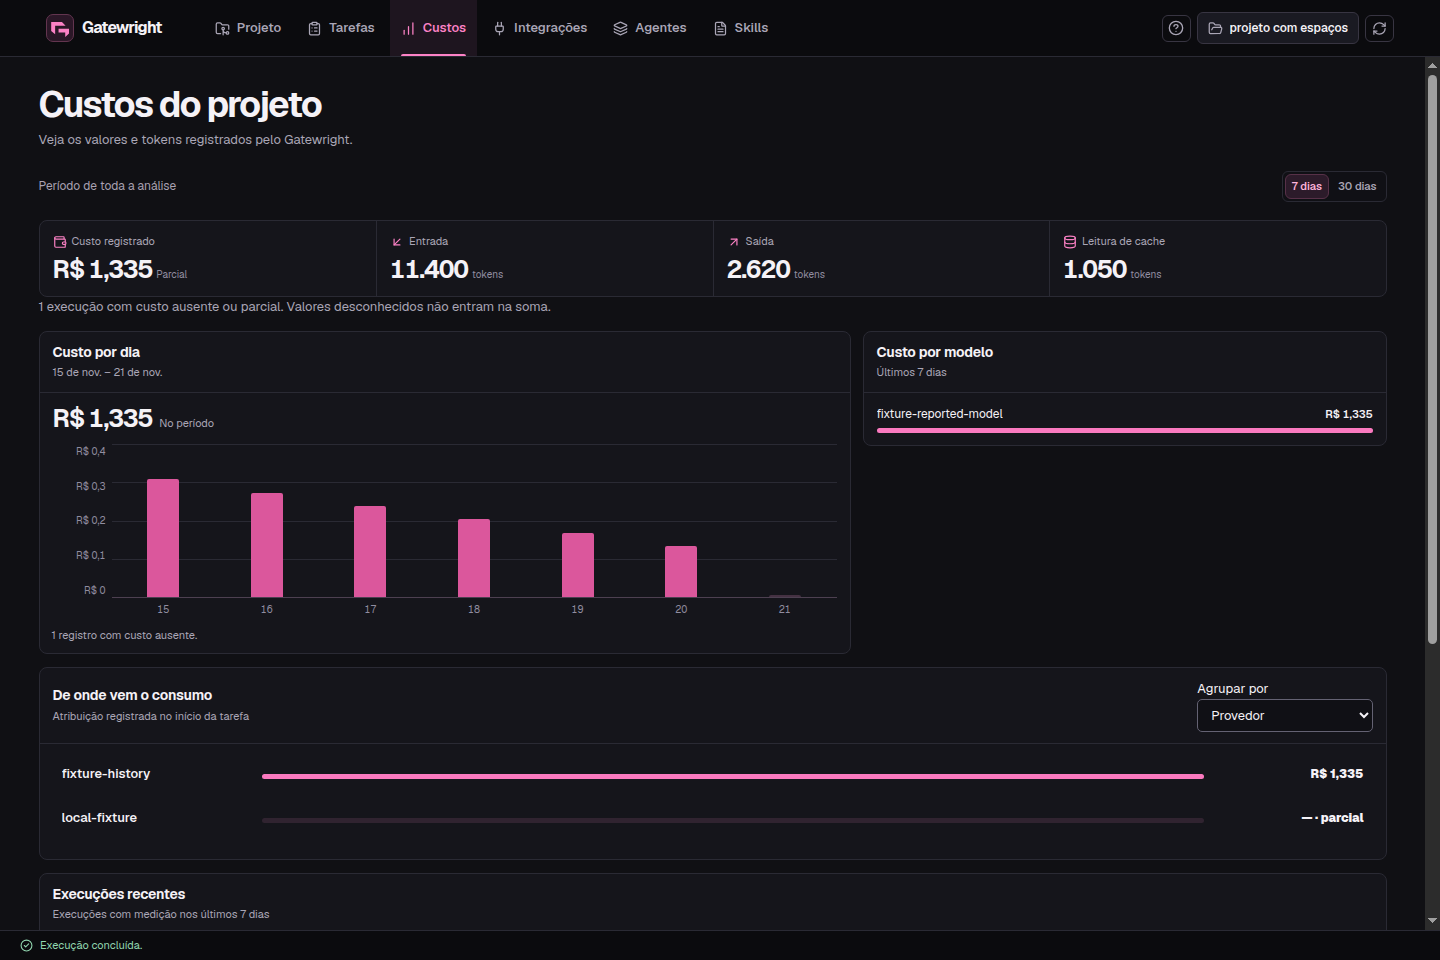 Gatewright
Projeto
Tarefas
Custos
Integrações
Agentes
Skills
projeto com espaços
Custos do projeto
Veja os valores e tokens registrados pelo Gatewright.
Período de toda a análise
7 dias
30 dias
Custo registrado
R$ 1,335 Parcial
Entrada
11.400 tokens
Saída
2.620 tokens
Leitura de cache
1.050 tokens
1 execução com custo ausente ou parcial. Valores desconhecidos não entram na soma.
Custo por dia
15 de nov. – 21 de nov.
R$ 1,335 No período
R$ 0,4
R$ 0,3
R$ 0,2
R$ 0,1
R$ 0
15 16 17 18 19 20 21
1 registro com custo ausente.
Custo por modelo
Últimos 7 dias
fixture-reported-model R$ 1,335
De onde vem o consumo
Atribuição registrada no início da tarefa
Agrupar por
Provedor
fixture-history R$ 1,335
local-fixture — · parcial
Execuções recentes
Execuções com medição nos últimos 7 dias
Execução concluída.